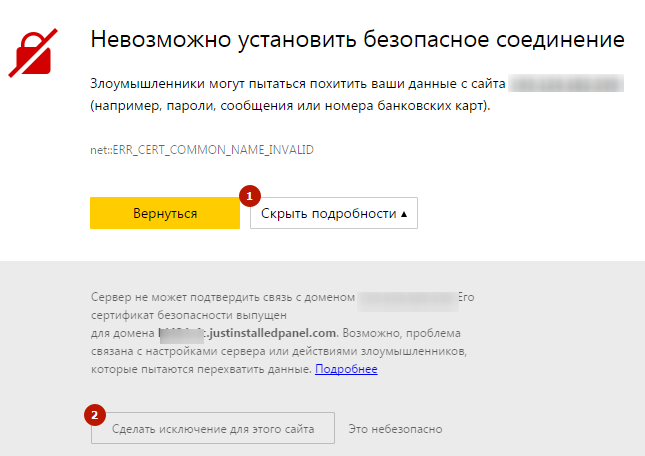 Невозможно установить безопасное соединение
Злоумышленники могут пытаться похитить ваши данные с сайта
(например, пароли, сообщения или номера банковских карт).
net::ERR_CERT_COMMON_NAME_INVALID
1
Вернуться Скрыть подробности ▴
Сервер не может подтвердить связь с доменом Его
сертификат безопасности выпущен
для домена .justinstalledpanel.com. Возможно, проблема
связана с настройками сервера или действиями злоумышленников,
которые пытаются перехватить данные. Подробнее
2
Сделать исключение для этого сайта Это небезопасно